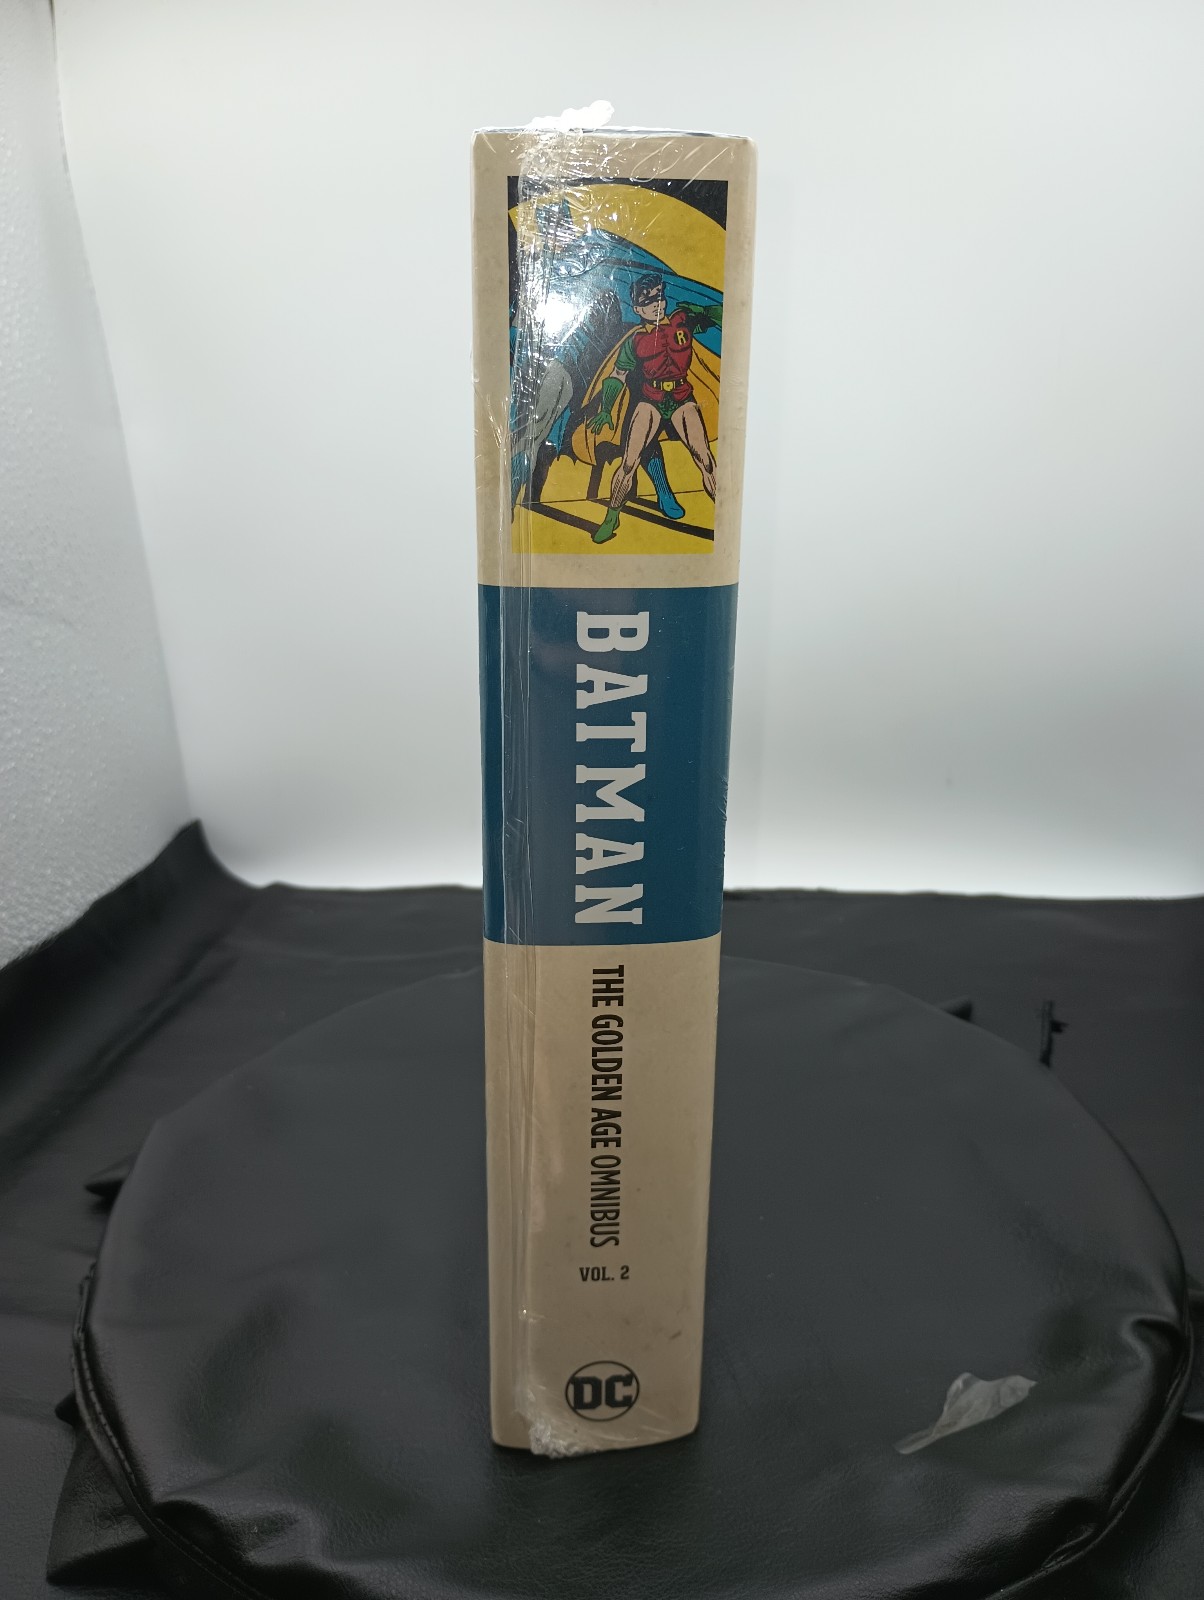 R
BATMAN
THE GOLDEN AGE OMNIBUS
VOL. 2
DC